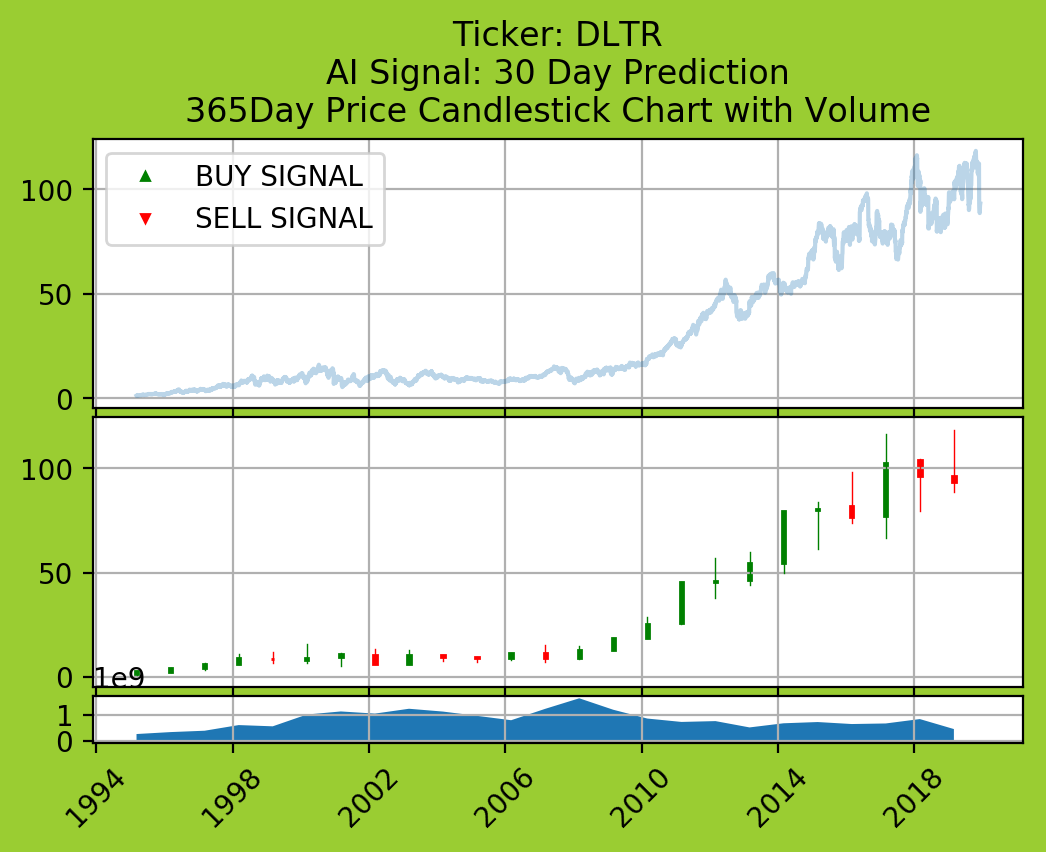 Ticker: DLTR
AI Signal: 30 Day Prediction
365Day Price Candlestick Chart with Volume
BUY SIGNAL
SELL SIGNAL
100
50
0
100
50
0
1e9
1
0
1994
1998
2002
2006
2010
2014
2018